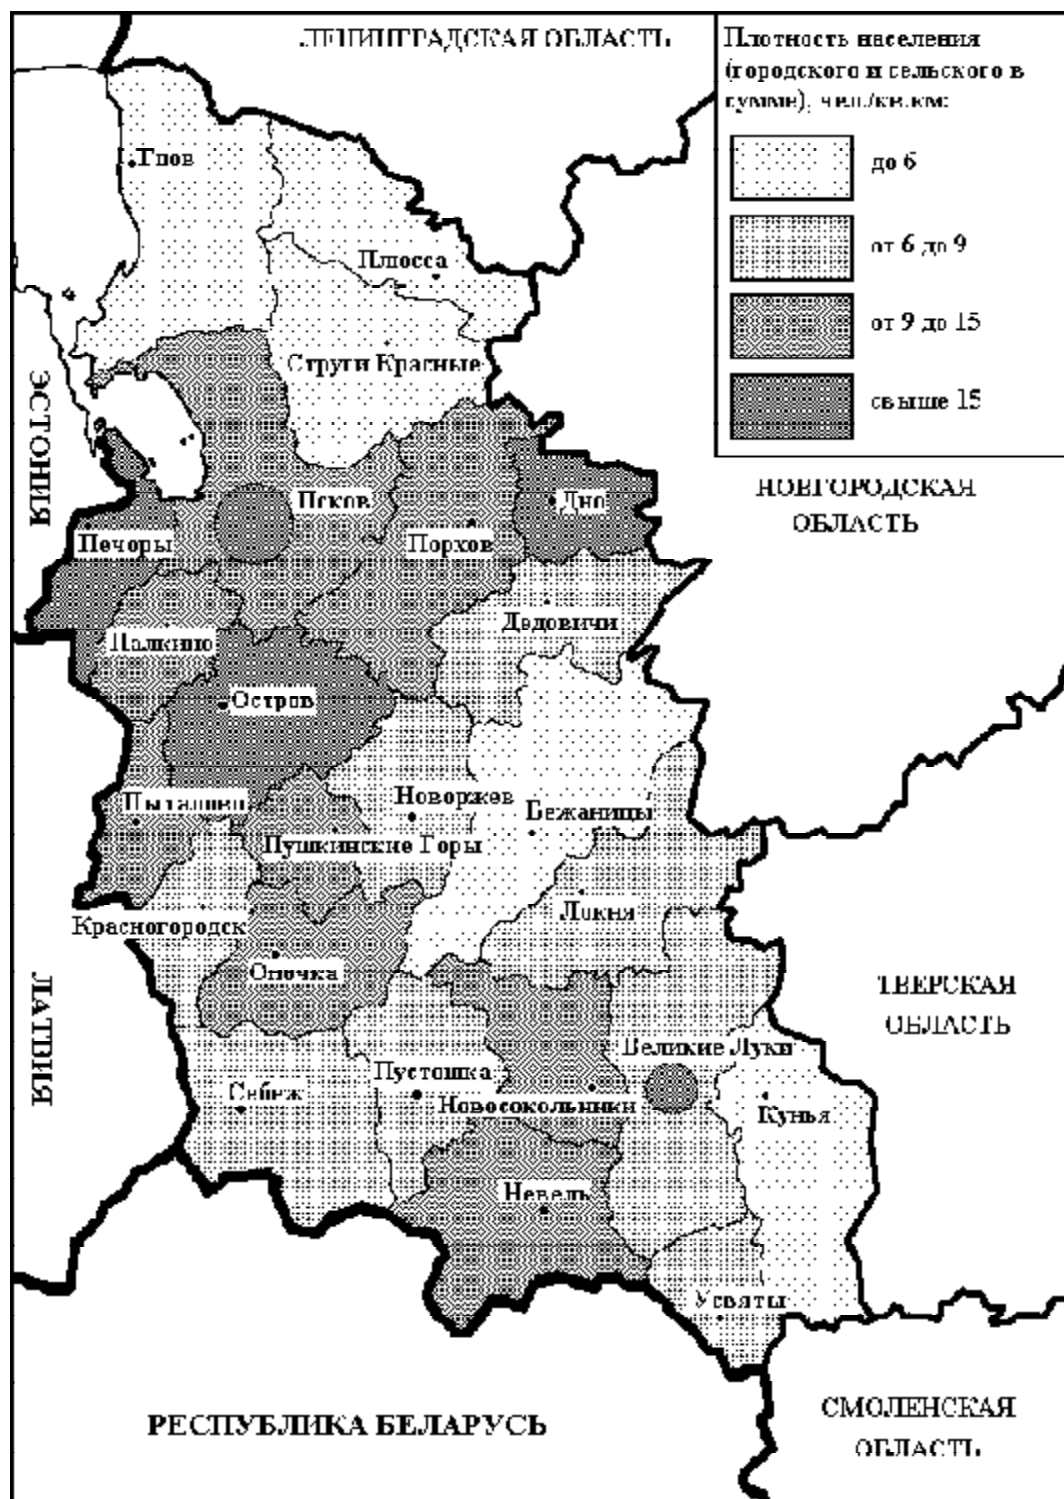 ЛЕНИНГРАДСКАЯ ОБЛАСТЬ
Плотность населения
(городского и сельского в
сумме), чел./кв.км:
до 6
от 6 до 9
от 9 до 15
свыше 15
Гдов
Плюсса
Струги Красные
ЭСТОНИЯ
НОВГОРОДСКАЯ
ОБЛАСТЬ
Псков
Дно
Печоры
Порхов
Дедовичи
Палкино
Остров
Новоржев
Бежаницы
Пыталово
Пушкинские Горы
Красногородск
Локня
Опочка
ЛАТВИЯ
ТВЕРСКАЯ
ОБЛАСТЬ
Великие Луки
Пустошка
Себеж
Новосокольники
Кунья
Невель
Усвяты
РЕСПУБЛИКА БЕЛАРУСЬ
СМОЛЕНСКАЯ
ОБЛАСТЬ